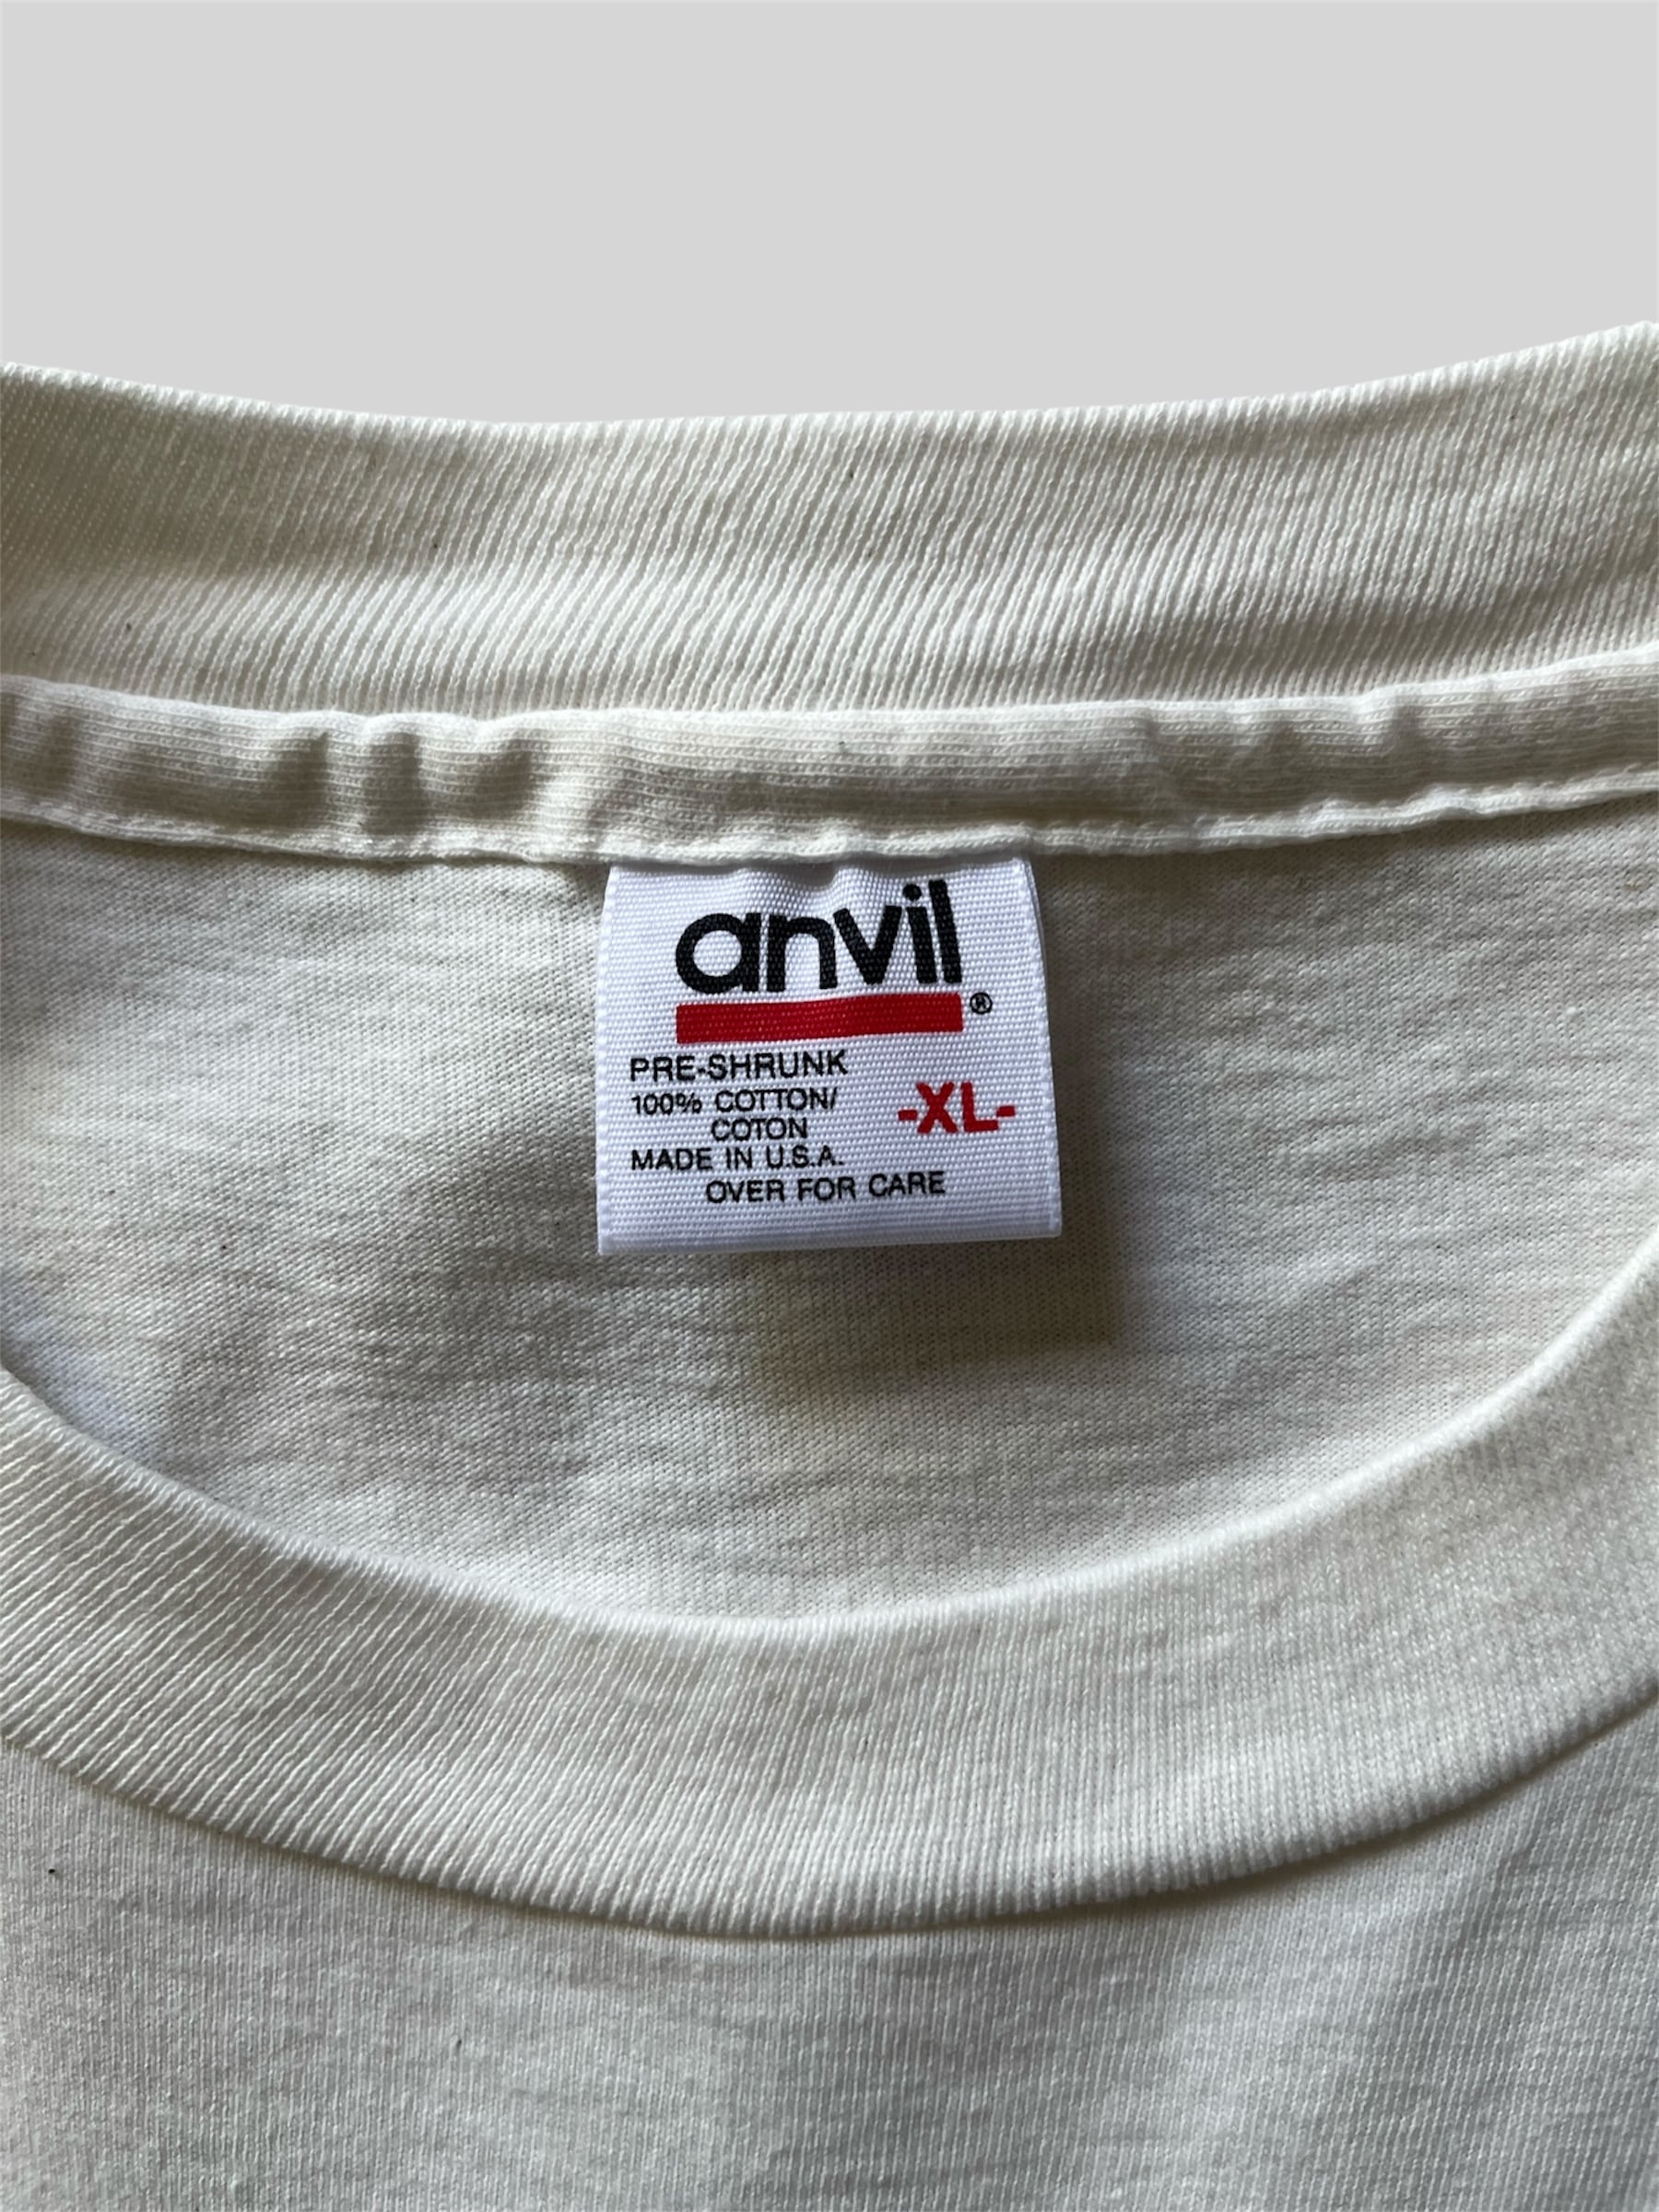 anvil®
PRE-SHRUNK
100% COTTON/
COTON
-XL-
MADE IN U.S.A.
OVER FOR CARE